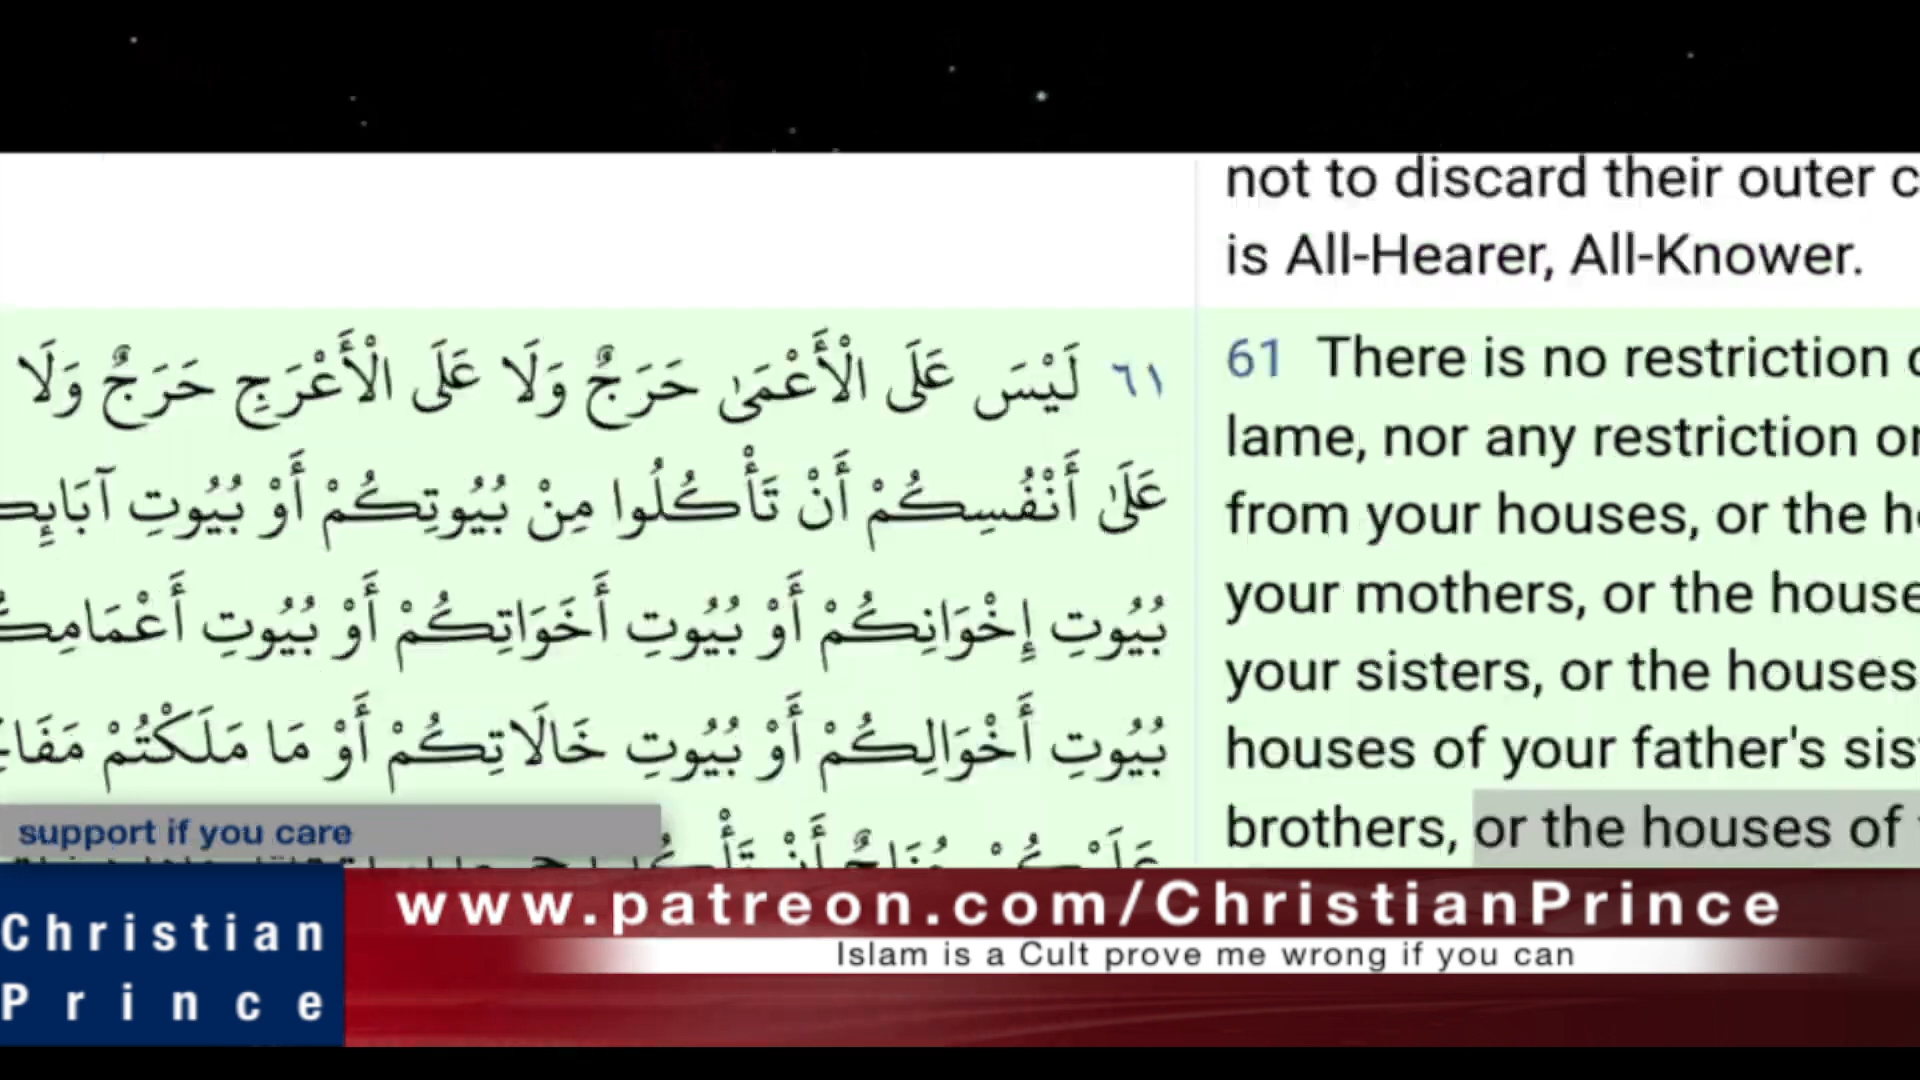 not to discard their outer
is All-Hearer, All-Knower.
٦١ لَيْسَ عَلَى الْأَعْمَىٰ حَرَجٌ وَلَا عَلَى الْأَعْرَجِ حَرَجٌ وَلَا
عَلَىٰ أَنْفُسِكُمْ أَنْ تَأْكُلُوا مِنْ بُيُوتِكُمْ أَوْ بُيُوتِ
بُيُوتِ إِخْوَانِكُمْ أَوْ بُيُوتِ أَخَوَاتِكُمْ أَوْ بُيُوتِ
بُيُوتِ أَخْوَالِكُمْ أَوْ بُيُوتِ خَالَاتِكُمْ أَوْ مَا مَلَكْتُمْ
61 There is no restriction
lame, nor any restriction
from your houses, or the
your mothers, or the house
your sisters, or the houses
houses of your father's
brothers, or the houses of
support if you care
Christian
Prince
www.patreon.com/ChristianPrince
Islam is a Cult prove me wrong if you can